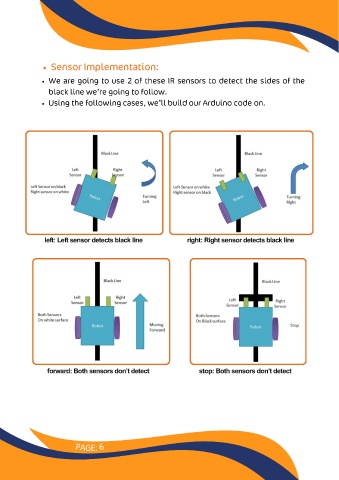 • Sensor Implementation:
• We are going to use 2 of these IR sensors to detect the sides of the
black line we're going to follow.
• Using the following cases, we'll build our Arduino code on.
Black Line
Left Sensor
Right Sensor
Left Sensor on black
Right sensor on white
Robot
Turning Left
left: Left sensor detects black line
Black Line
Left Sensor
Right Sensor
Left Sensor on white
Right sensor on black
Robot
Turning Right
right: Right sensor detects black line
Black Line
Left Sensor
Right Sensor
Both Sensors
On white surface
Robot
Moving Forward
forward: Both sensors don't detect
Black Line
Left Sensor
Right Sensor
Both Sensors
On Black surface
Robot
Stop
stop: Both sensors don't detect
PAGE: 6